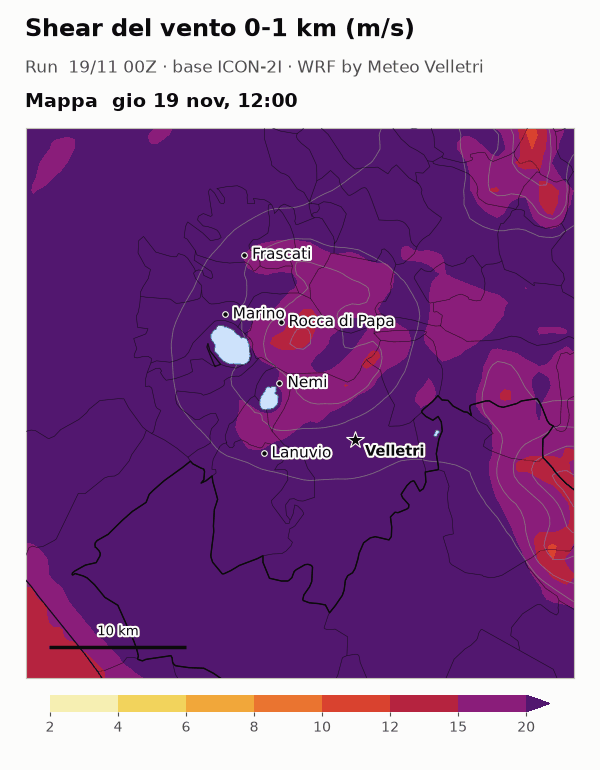 Shear del vento 0-1 km (m/s)
Run 19/11 00Z · base ICON-2I · WRF by Meteo Velletri
Mappa gio 19 nov, 12:00
Frascati
Marino
Rocca di Papa
Nemi
Velletri
Lanuvio
10 km
2 4 6 8 10 12 15 20